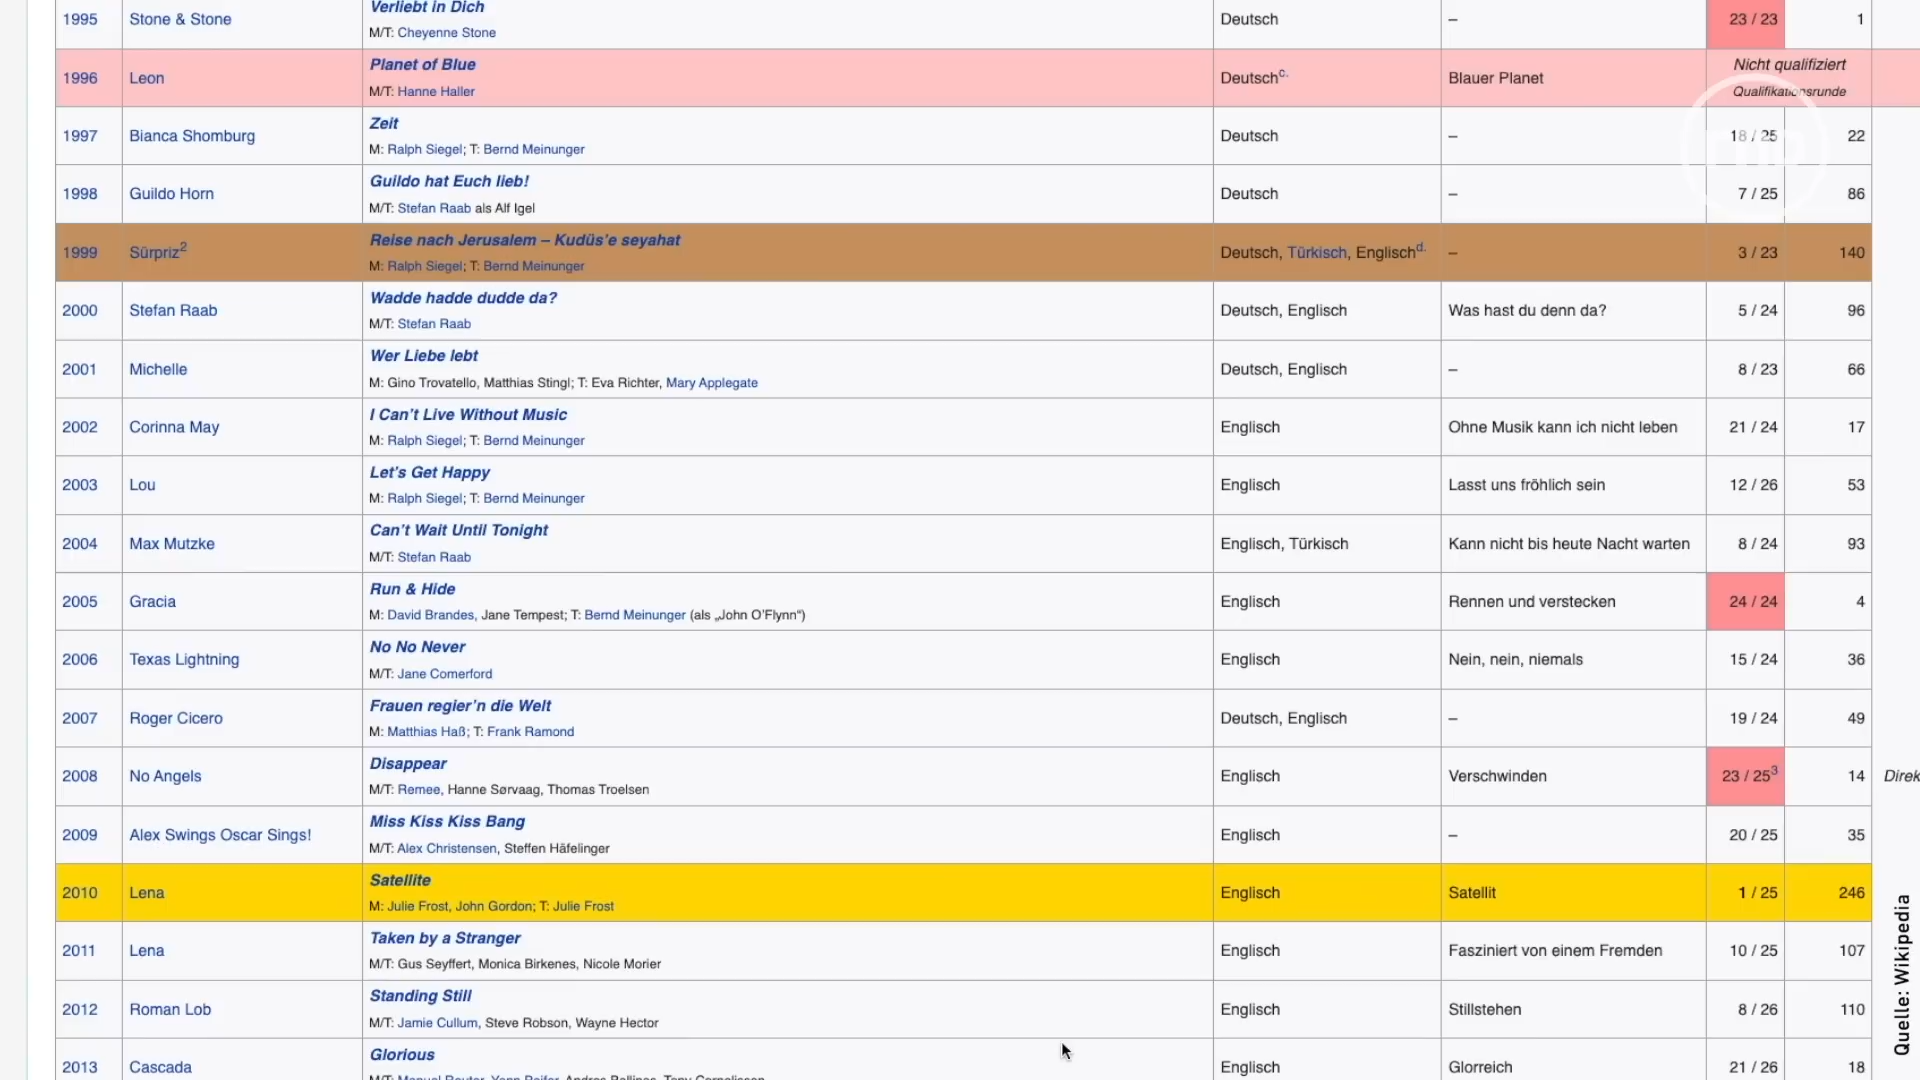 1995 Stone & Stone Verliebt in Dich Deutsch – 23 / 23 1
M/T: Cheyenne Stone
1996 Leon Planet of Blue Deutschc. Blauer Planet Nicht qualifiziert
M/T: Hanne Haller Qualifikationsrunde
1997 Bianca Shomburg Zeit Deutsch – 18 / 25 22
M: Ralph Siegel; T: Bernd Meinunger
1998 Guildo Horn Guildo hat Euch lieb! Deutsch – 7 / 25 86
M/T: Stefan Raab als Alf Igel
1999 Sürpriz2 Reise nach Jerusalem – Kudüs’e seyahat Deutsch, Türkisch, Englischd. – 3 / 23 140
M: Ralph Siegel; T: Bernd Meinunger
2000 Stefan Raab Wadde hadde dudde da? Deutsch, Englisch Was hast du denn da? 5 / 24 96
M/T: Stefan Raab
2001 Michelle Wer Liebe lebt Deutsch, Englisch – 8 / 23 66
M: Gino Trovatello, Matthias Stingl; T: Eva Richter, Mary Applegate
2002 Corinna May I Can’t Live Without Music Englisch Ohne Musik kann ich nicht leben 21 / 24 17
M: Ralph Siegel; T: Bernd Meinunger
2003 Lou Let’s Get Happy Englisch Lasst uns fröhlich sein 12 / 26 53
M: Ralph Siegel; T: Bernd Meinunger
2004 Max Mutzke Can’t Wait Until Tonight Englisch, Türkisch Kann nicht bis heute Nacht warten 8 / 24 93
M/T: Stefan Raab
2005 Gracia Run & Hide Englisch Rennen und verstecken 24 / 24 4
M: David Brandes, Jane Tempest; T: Bernd Meinunger (als „John O’Flynn“)
2006 Texas Lightning No No Never Englisch Nein, nein, niemals 15 / 24 36
M/T: Jane Comerford
2007 Roger Cicero Frauen regier’n die Welt Deutsch, Englisch – 19 / 24 49
M: Matthias Haß; T: Frank Ramond
2008 No Angels Disappear Englisch Verschwinden 23 / 253 14 Direk
M/T: Remee, Hanne Sørvaag, Thomas Troelsen
2009 Alex Swings Oscar Sings! Miss Kiss Kiss Bang Englisch – 20 / 25 35
M/T: Alex Christensen, Steffen Häfelinger
2010 Lena Satellite Englisch Satellit 1 / 25 246
M: Julie Frost, John Gordon; T: Julie Frost
2011 Lena Taken by a Stranger Englisch Fasziniert von einem Fremden 10 / 25 107
M/T: Gus Seyffert, Monica Birkenes, Nicole Morier
2012 Roman Lob Standing Still Englisch Stillstehen 8 / 26 110
M/T: Jamie Cullum, Steve Robson, Wayne Hector
2013 Cascada Glorious Englisch Glorreich 21 / 26 18
Quelle: Wikipedia